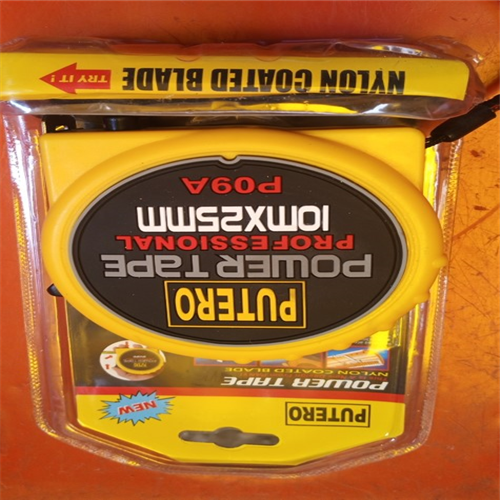 PUTERO
POWER TAPE
NYLON COATED BLADE
NEW
PUTERO
POWER TAPE
PROFESSIONAL
10MX25MM
P09A
NYLON COATED BLADE
TRY IT!